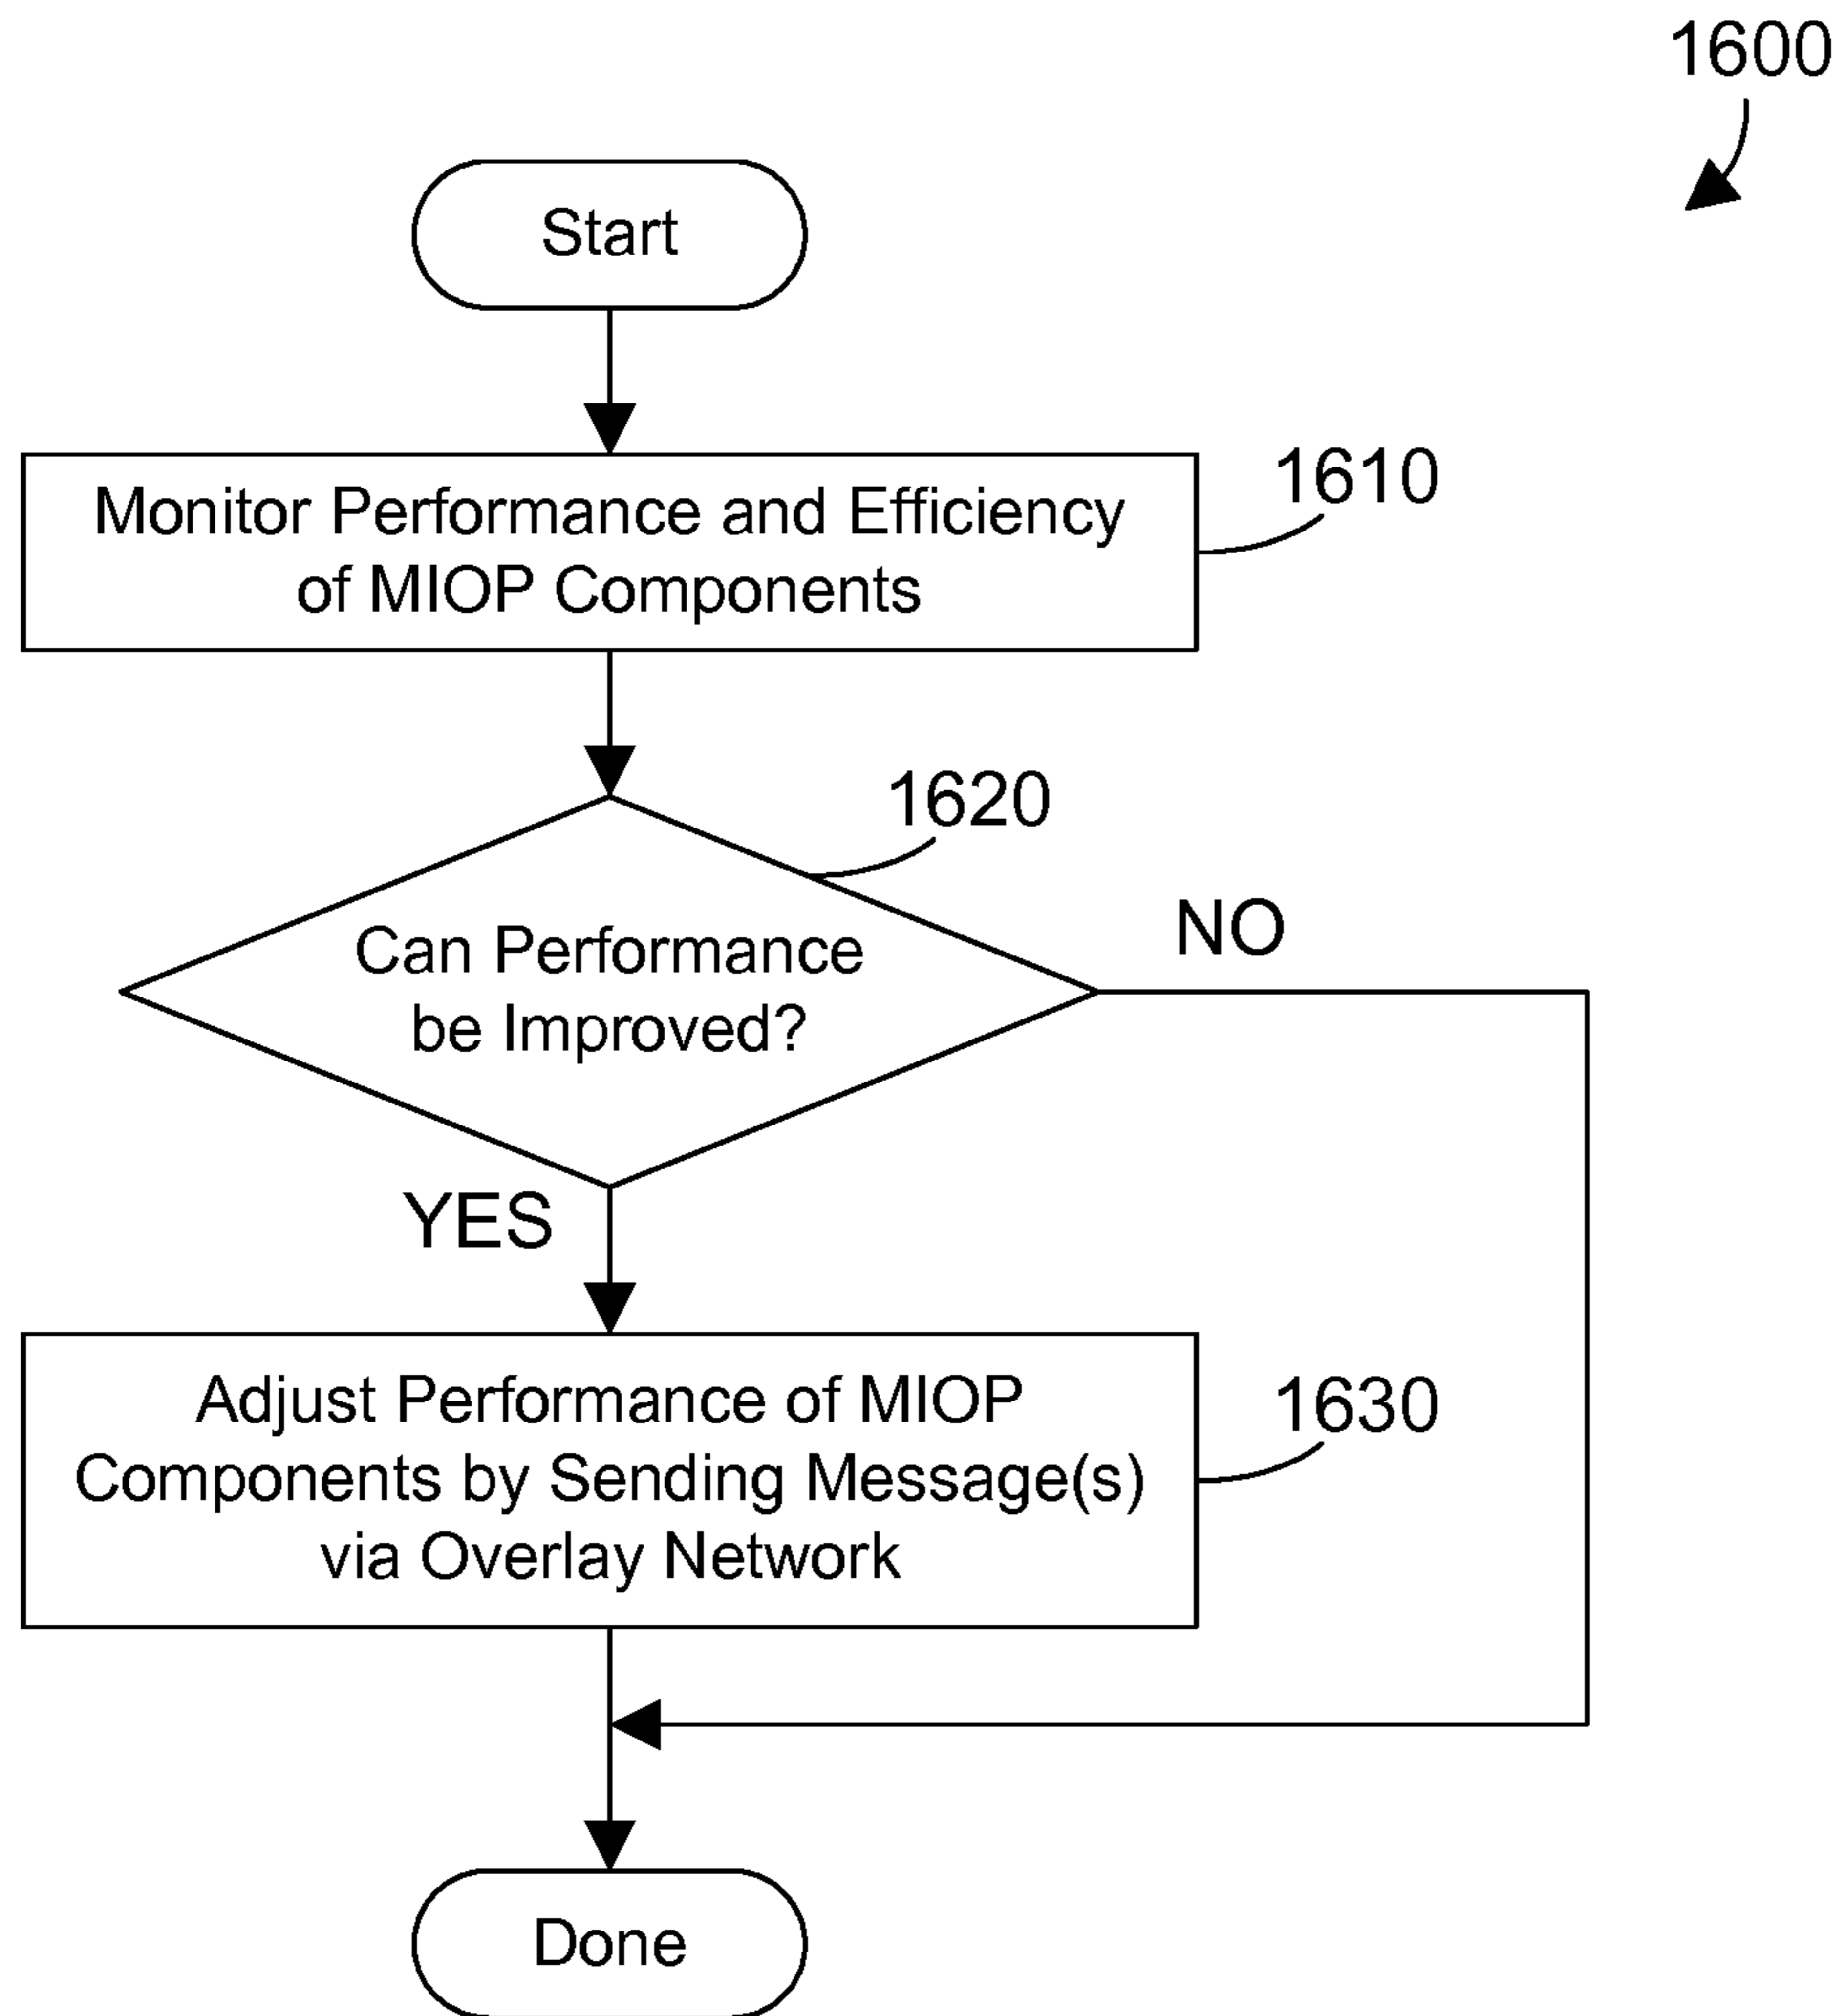 1600
Start
Monitor Performance and Efficiency
of MIOP Components
1610
1620
Can Performance
be Improved?
NO
YES
Adjust Performance of MIOP
Components by Sending Message(s)
via Overlay Network
1630
Done